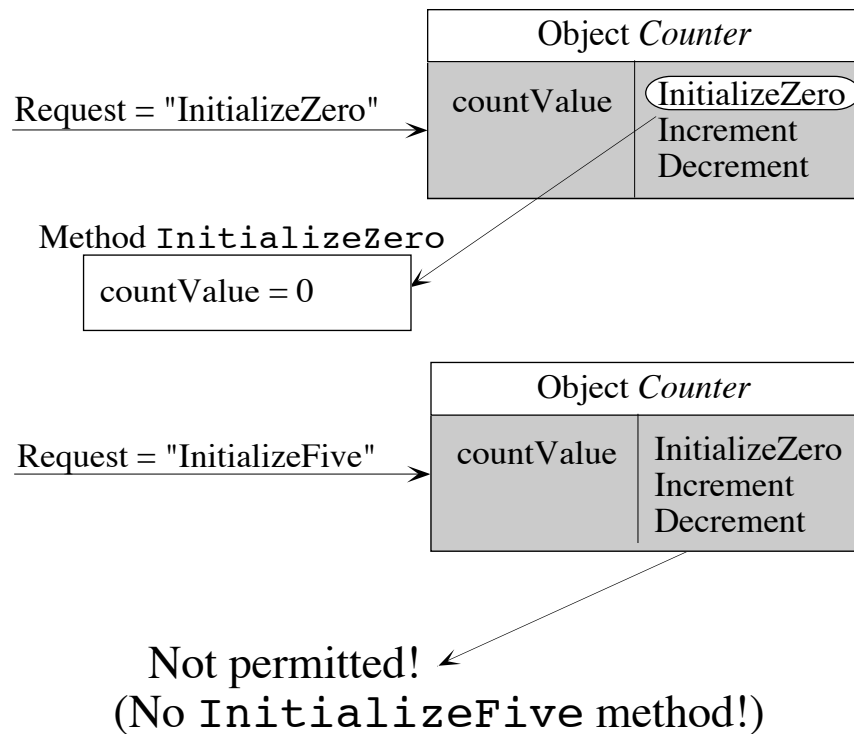 Object Counter
Request = "InitializeZero"
countValue
InitializeZero
Increment
Decrement
Method InitializeZero
countValue = 0
Object Counter
Request = "InitializeFive"
countValue
InitializeZero
Increment
Decrement
Not permitted!
(No InitializeFive method!)